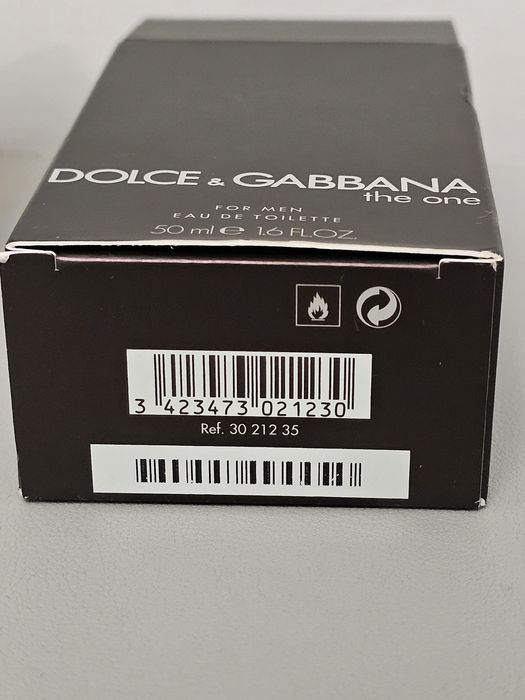 DOLCE & GABBANA
the one
FOR MEN
EAU DE TOILETTE
50 ml ℮ 1.6 FL.OZ.
3 423473 021230
Ref. 30 212 35